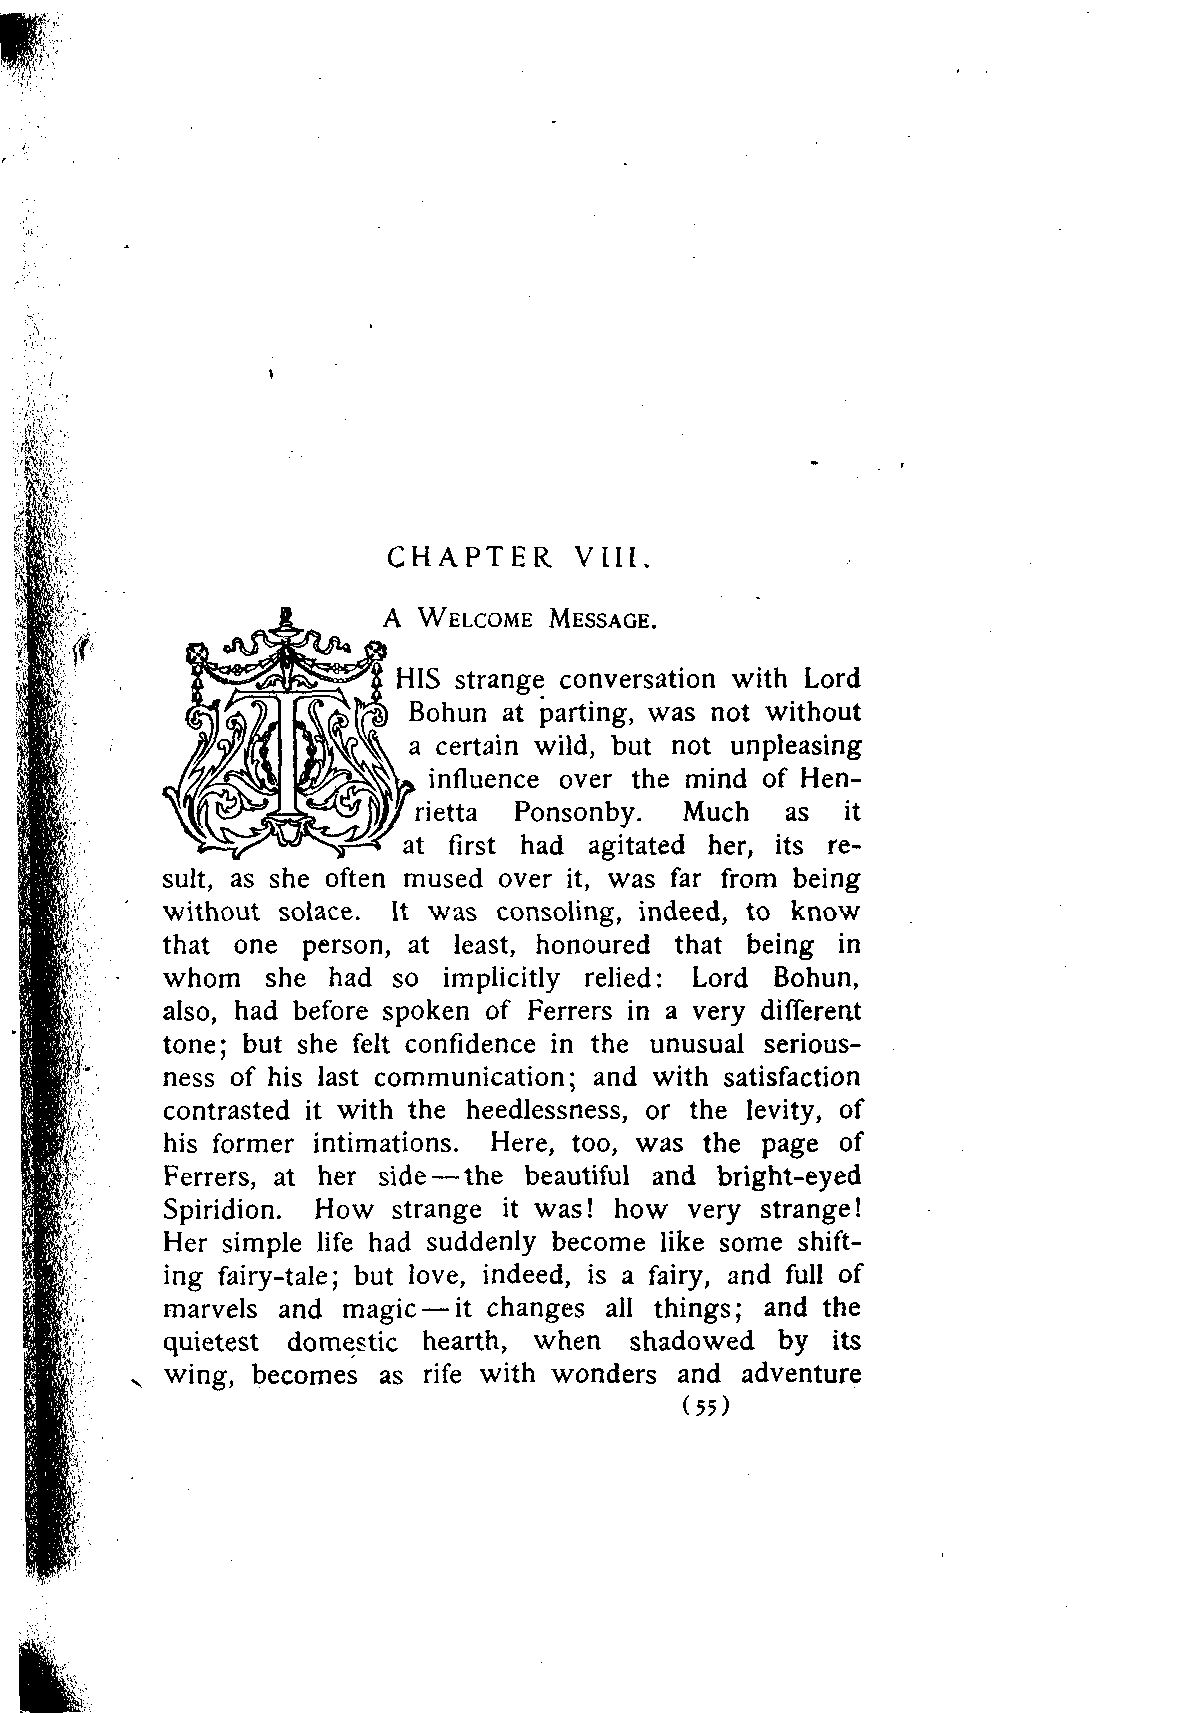 CHAPTER VIII.
A WELCOME MESSAGE.
THIS strange conversation with Lord
Bohun at parting, was not without
a certain wild, but not unpleasing
influence over the mind of Hen-
rietta Ponsonby. Much as it
at first had agitated her, its re-
sult, as she often mused over it, was far from being
without solace. It was consoling, indeed, to know
that one person, at least, honoured that being in
whom she had so implicitly relied: Lord Bohun,
also, had before spoken of Ferrers in a very different
tone; but she felt confidence in the unusual serious-
ness of his last communication; and with satisfaction
contrasted it with the heedlessness, or the levity, of
his former intimations. Here, too, was the page of
Ferrers, at her side—the beautiful and bright-eyed
Spiridion. How strange it was! how very strange!
Her simple life had suddenly become like some shift-
ing fairy-tale; but love, indeed, is a fairy, and full of
marvels and magic—it changes all things; and the
quietest domestic hearth, when shadowed by its
wing, becomes as rife with wonders and adventure
(55)